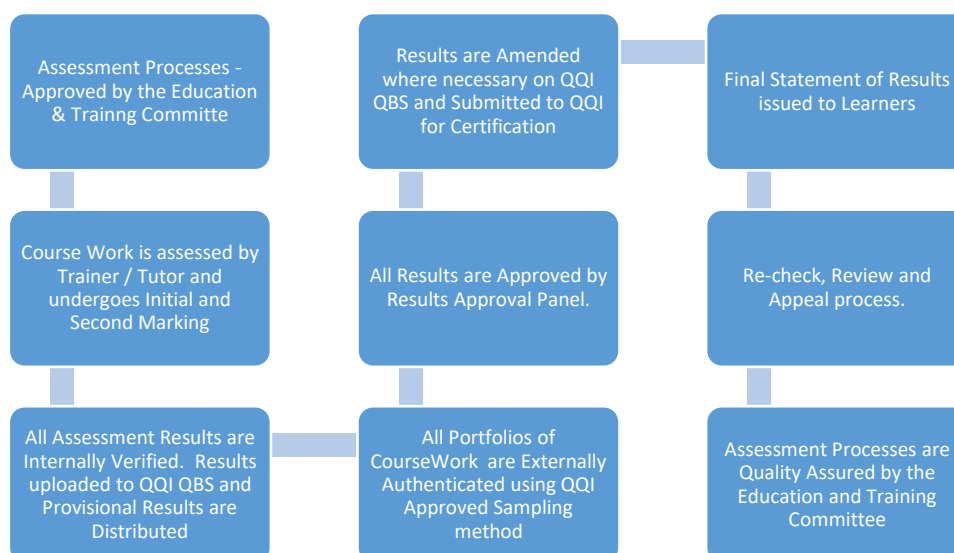 Assessment Processes -
Approved by the Education
& Trainng Committe
Course Work is assessed by
Trainer / Tutor and
undergoes Initial and
Second Marking
All Assessment Results are
Internally Verified.  Results
uploaded to QQI QBS and
Provisional Results are
Distributed
All Portfolios of
CourseWork  are Externally
Authenticated using QQI
Approved Sampling
method
All Results are Approved by
Results Approval Panel.
Results are Amended
where necessary on QQI
QBS and Submitted to QQI
for Certification
Final Statement of Results
issued to Learners
Re-check, Review and
Appeal process.
Assessment Processes are
Quality Assured by the
Education and Training
Committee